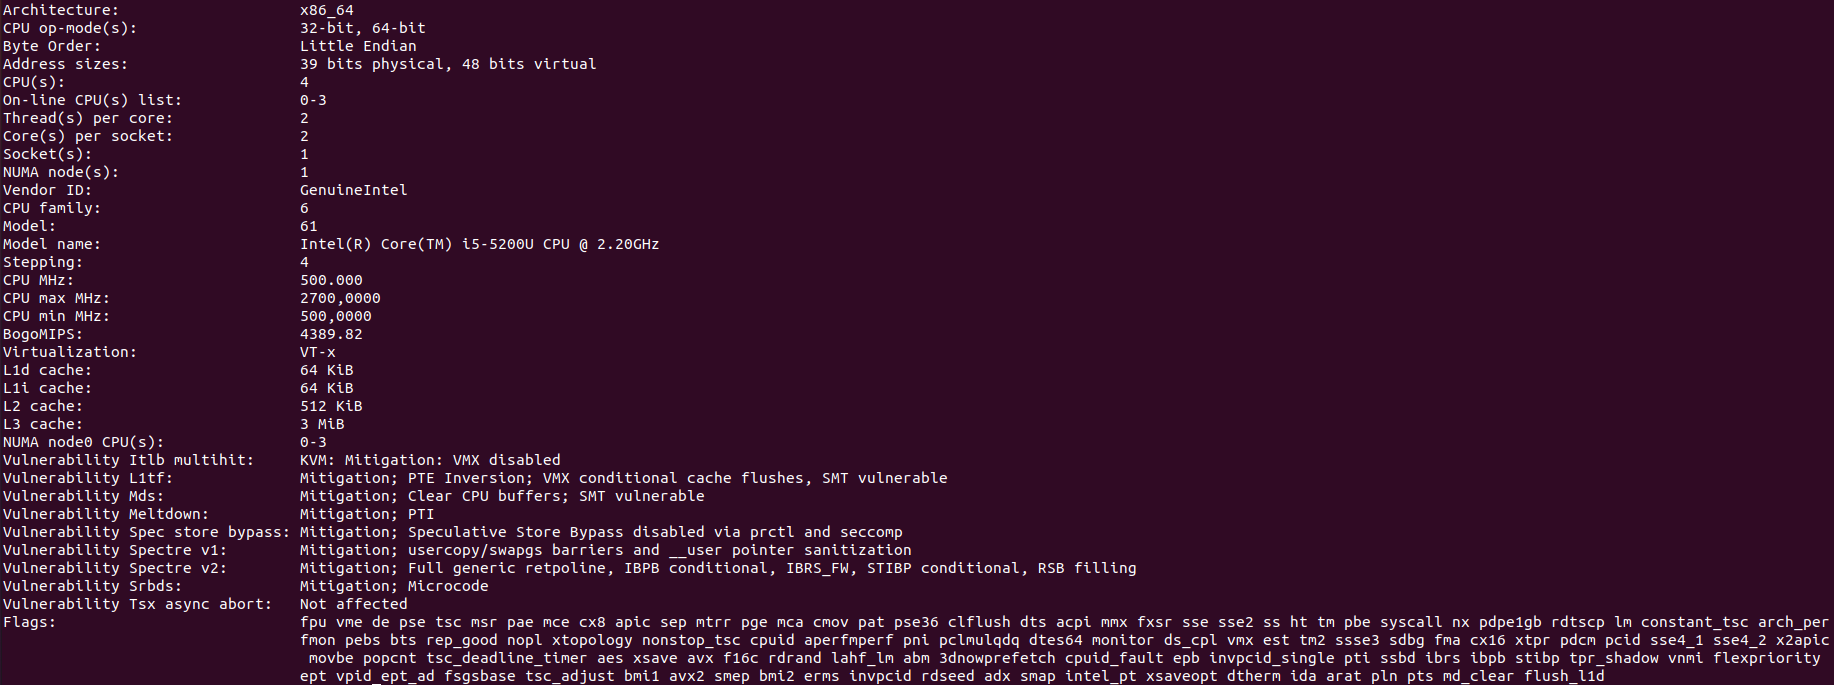 Architecture: x86_64
CPU op-mode(s): 32-bit, 64-bit
Byte Order: Little Endian
Address sizes: 39 bits physical, 48 bits virtual
CPU(s): 4
On-line CPU(s) list: 0-3
Thread(s) per core: 2
Core(s) per socket: 2
Socket(s): 1
NUMA node(s): 1
Vendor ID: GenuineIntel
CPU family: 6
Model: 61
Model name: Intel(R) Core(TM) i5-5200U CPU @ 2.20GHz
Stepping: 4
CPU MHz: 500.000
CPU max MHz: 2700,0000
CPU min MHz: 500,0000
BogoMIPS: 4389.82
Virtualization: VT-x
L1d cache: 64 KiB
L1i cache: 64 KiB
L2 cache: 512 KiB
L3 cache: 3 MiB
NUMA node0 CPU(s): 0-3
Vulnerability Itlb multihit: KVM: Mitigation: VMX disabled
Vulnerability L1tf: Mitigation; PTE Inversion; VMX conditional cache flushes, SMT vulnerable
Vulnerability Mds: Mitigation; Clear CPU buffers; SMT vulnerable
Vulnerability Meltdown: Mitigation; PTI
Vulnerability Spec store bypass: Mitigation; Speculative Store Bypass disabled via prctl and seccomp
Vulnerability Spectre v1: Mitigation; usercopy/swapgs barriers and __user pointer sanitization
Vulnerability Spectre v2: Mitigation; Full generic retpoline, IBPB conditional, IBRS_FW, STIBP conditional, RSB filling
Vulnerability Srbds: Mitigation; Microcode
Vulnerability Tsx async abort: Not affected
Flags: fpu vme de pse tsc msr pae mce cx8 apic sep mtrr pge mca cmov pat pse36 clflush dts acpi mmx fxsr sse sse2 ss ht tm pbe syscall nx pdpe1gb rdtscp lm constant_tsc arch_per
fmon pebs bts rep_good nopl xtopology nonstop_tsc cpuid aperfmperf pni pclmulqdq dtes64 monitor ds_cpl vmx est tm2 ssse3 sdbg fma cx16 xtpr pdcm pcid sse4_1 sse4_2 x2apic
movbe popcnt tsc_deadline_timer aes xsave avx f16c rdrand lahf_lm abm 3dnowprefetch cpuid_fault epb invpcid_single pti ssbd ibrs ibpb stibp tpr_shadow vnmi flexpriority
ept vpid_ept_ad fsgsbase tsc_adjust bmi1 avx2 smep bmi2 erms invpcid rdseed adx smap intel_pt xsaveopt dtherm ida arat pln pts md_clear flush_l1d